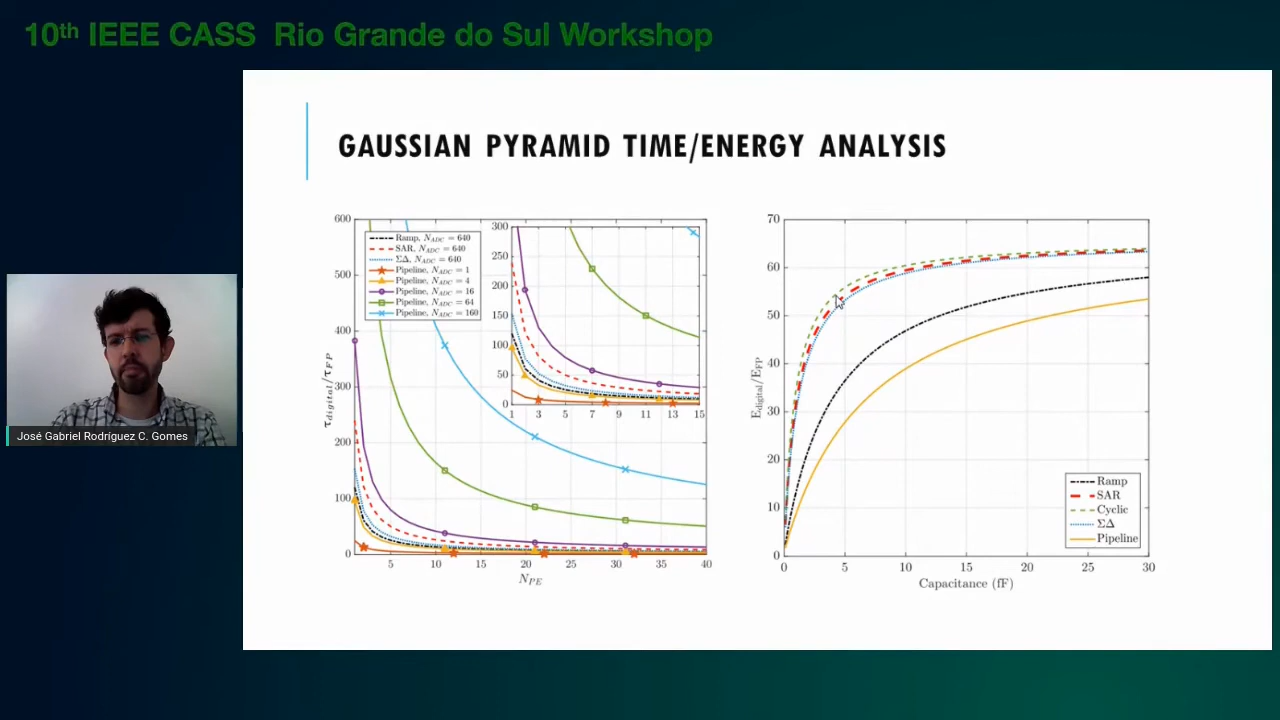 10th IEEE CASS Rio Grande do Sul Workshop
GAUSSIAN PYRAMID TIME/ENERGY ANALYSIS
José Gabriel Rodríguez C. Gomes
τdigital/τFP
600
500
400
300
200
100
0
5
10
15
20
25
30
35
40
NPE
Ramp, NADC = 640
SAR, NADC = 640
ΣΔ, NADC = 640
Pipeline, NADC = 1
Pipeline, NADC = 4
Pipeline, NADC = 16
Pipeline, NADC = 64
Pipeline, NADC = 160
300
250
200
150
100
50
0
1
3
5
7
9
11
13
15
Edigital/EFP
70
60
50
40
30
20
10
0
0
5
10
15
20
25
30
Capacitance (fF)
Ramp
SAR
Cyclic
ΣΔ
Pipeline